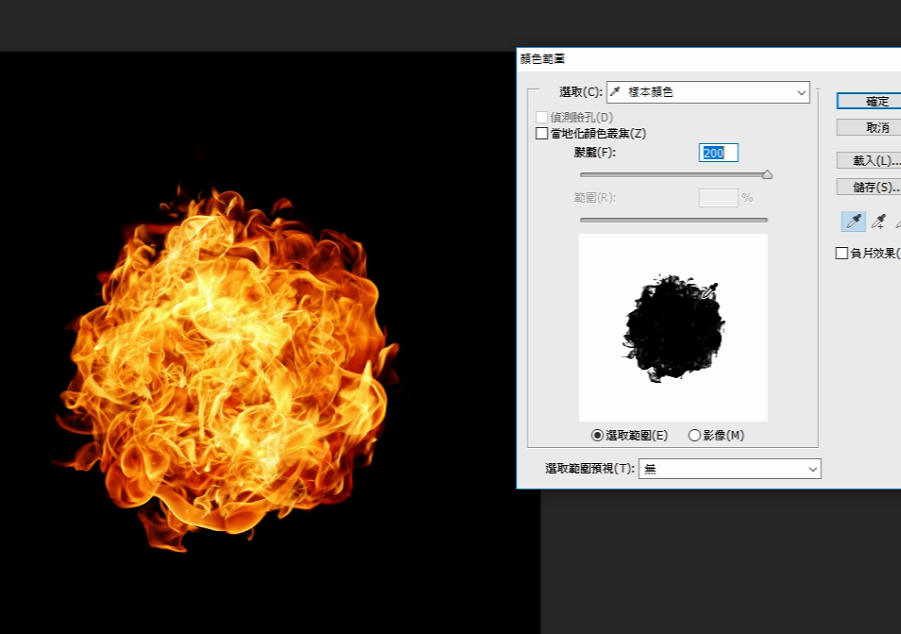 顏色範圍
選取(C): 樣本顏色
偵測臉孔(D)
當地化顏色叢集(Z)
朦朧(F): 200
範圍(R): %
選取範圍(E) 影像(M)
選取範圍預視(T): 無
確定
取消
載入(L)...
儲存(S)...
負片效果(